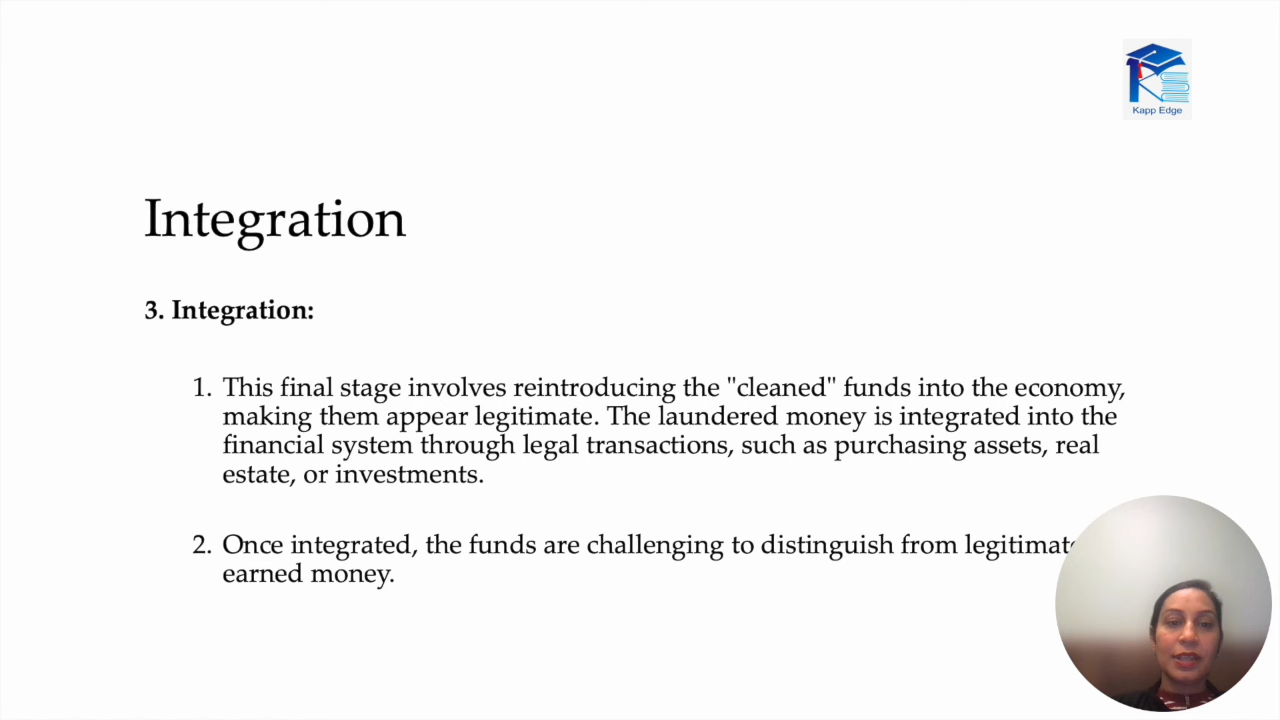 Kapp Edge
Integration
3. Integration:
1. This final stage involves reintroducing the "cleaned" funds into the economy,
making them appear legitimate. The laundered money is integrated into the
financial system through legal transactions, such as purchasing assets, real
estate, or investments.
2. Once integrated, the funds are challenging to distinguish from
earned money.